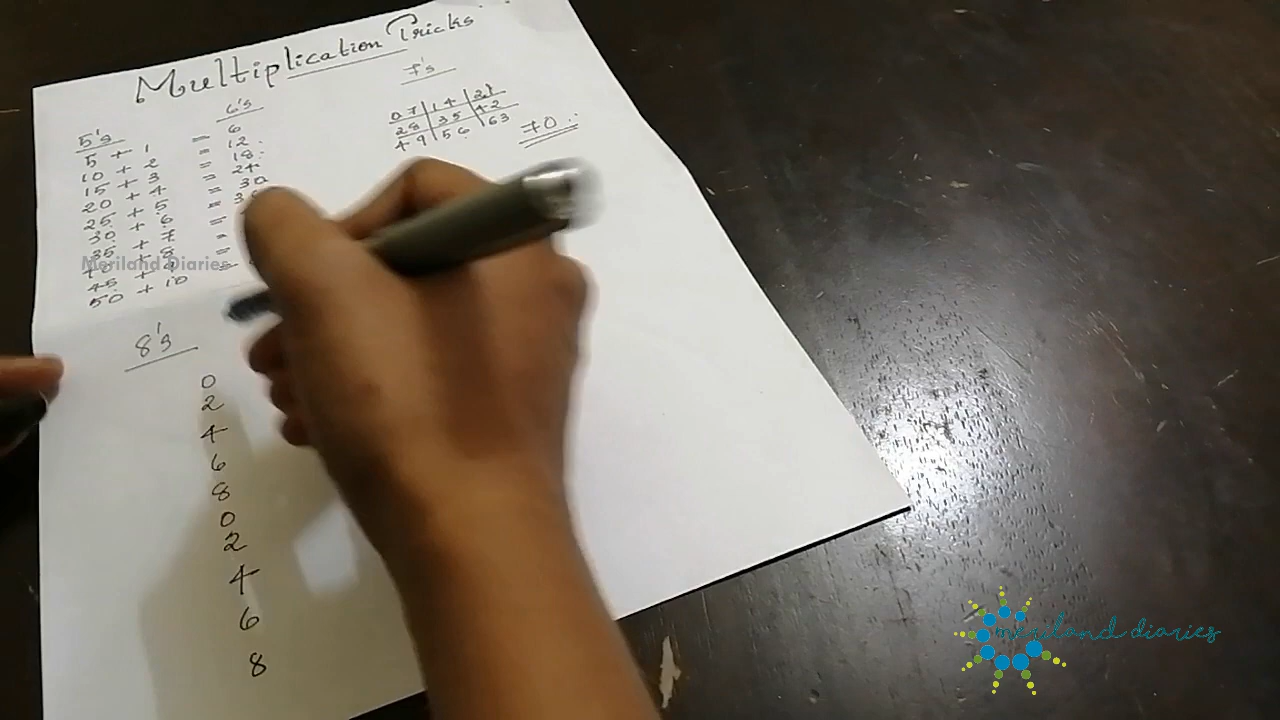 Multiplication Tricks
5's
6's
6
5 + 1 = 12
10 + 2 = 18
15 + 3 = 24
20 + 4 = 30
25 + 5 =
30 + 6 =
35 + 7 =
45 +
50 + 10
7's
07 14 21
28 35 42
49 56 63
70
8's
0
2
4
6
8
0
2
4
6
8
Meriland Diaries
meriland diaries